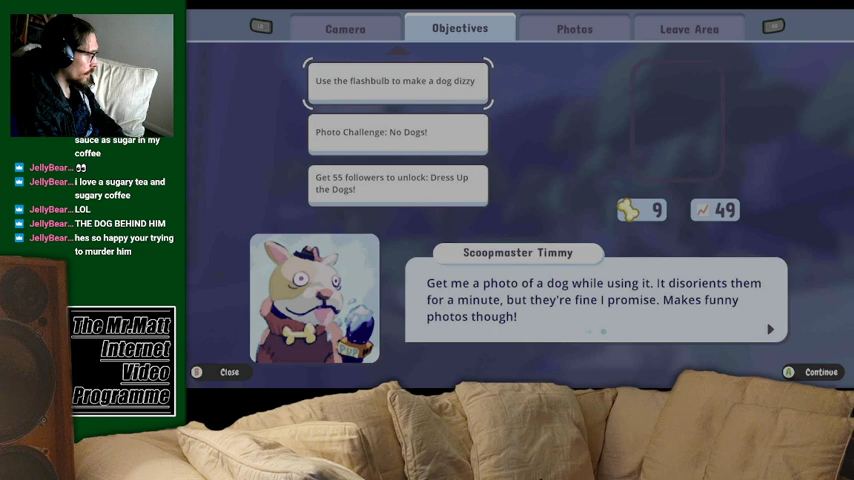 LB
Camera
Objectives
Photos
Leave Area
Use the flashbulb to make a dog dizzy
Photo Challenge: No Dogs!
Get 55 followers to unlock: Dress Up
the Dogs!
9
49
sauce as sugar in my
coffee
JellyBear...
JellyBear... i love a sugary tea and
sugary coffee
JellyBear... LOL
JellyBear... THE DOG BEHIND HIM
JellyBear... hes so happy your trying
to murder him
Scoopmaster Timmy
Get me a photo of a dog while using it. It disorients them
for a minute, but they're fine I promise. Makes funny
photos though!
PUP
The Mr.Matt
Internet
Video
Programme
B Close
A Continue